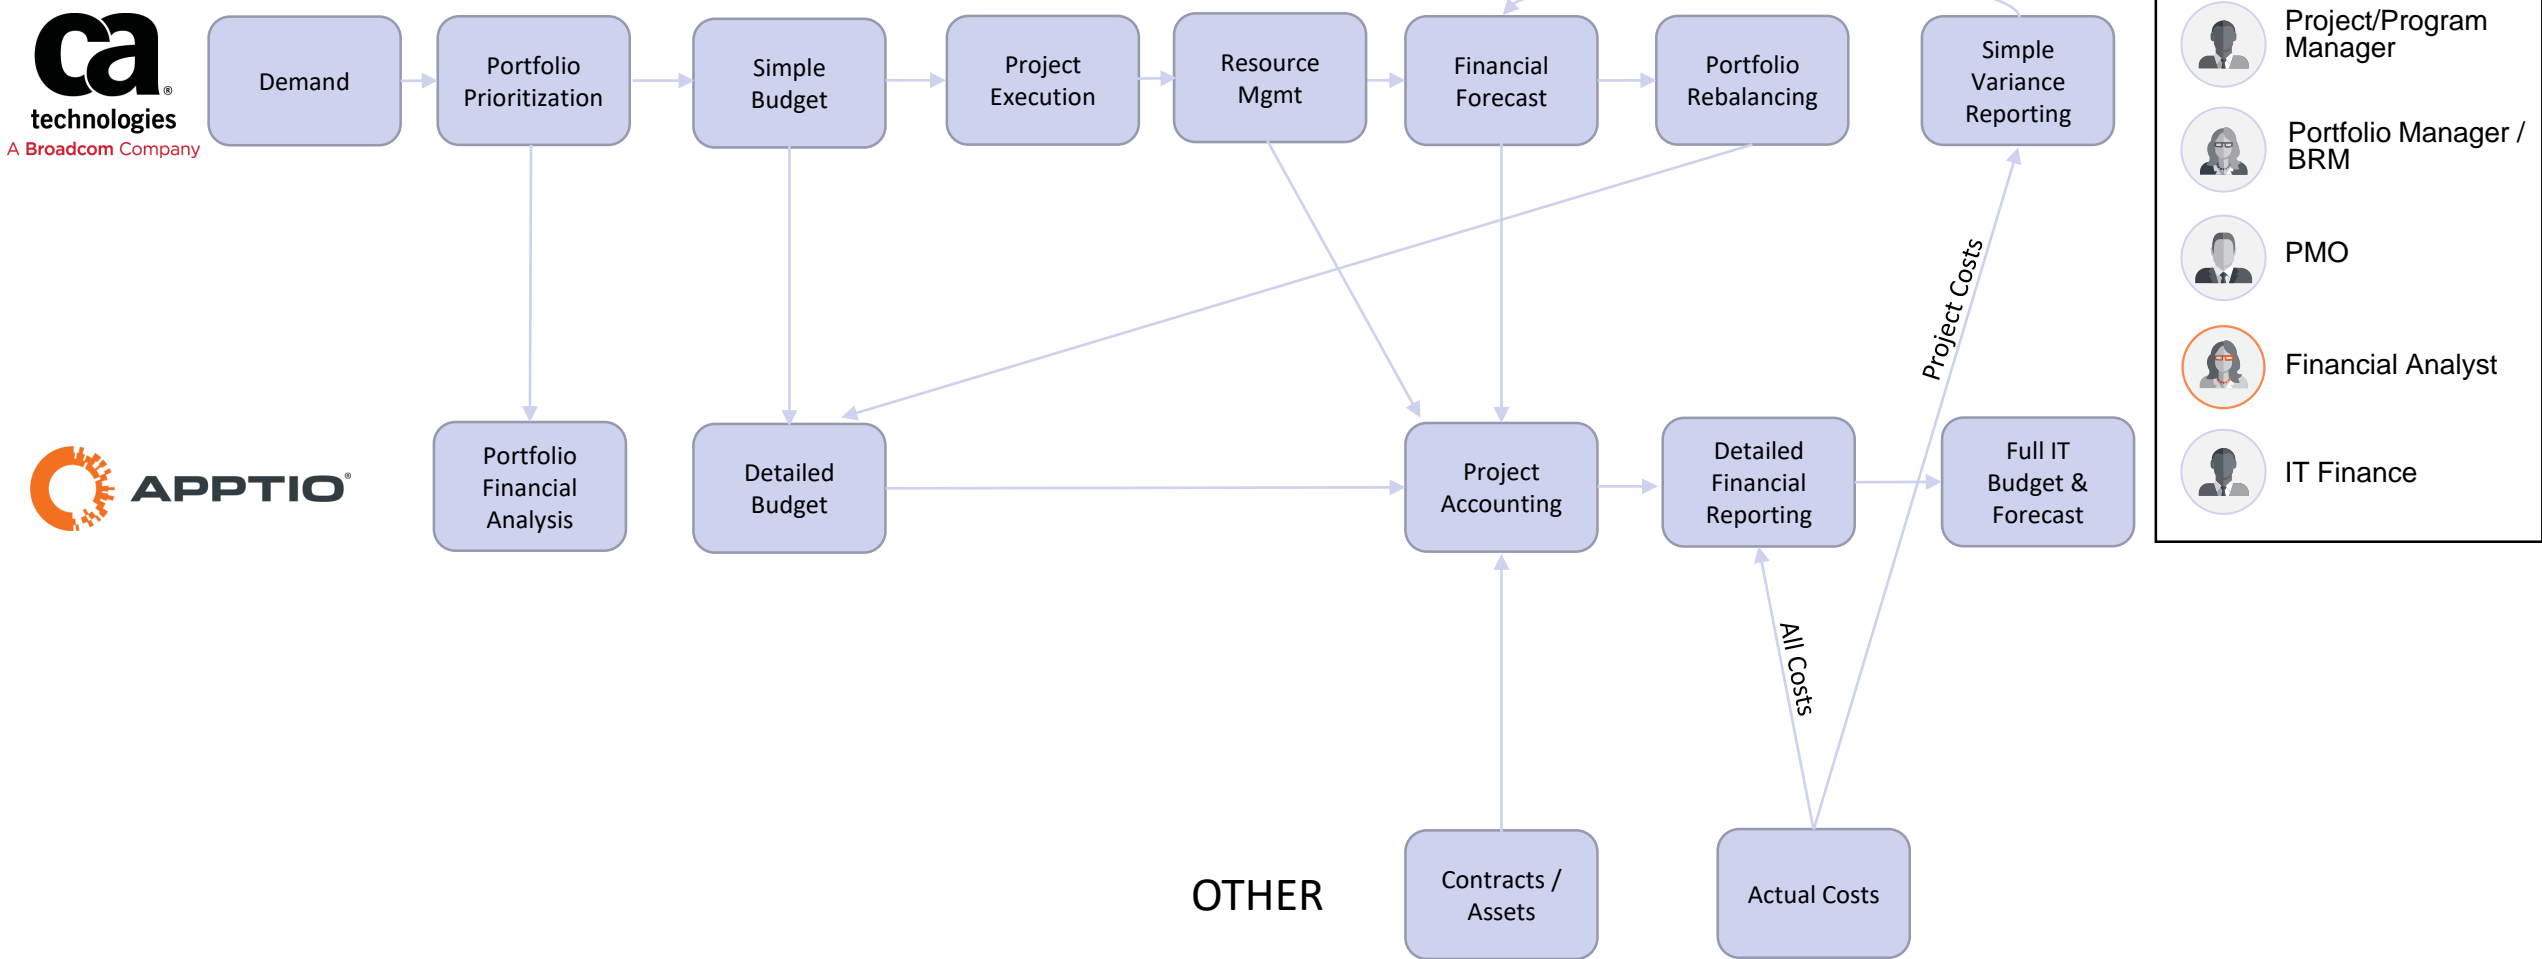 ca
®
technologies
A Broadcom Company
Demand
Portfolio
Prioritization
Simple
Budget
Project
Execution
Resource
Mgmt
Financial
Forecast
Portfolio
Rebalancing
Simple
Variance
Reporting
Project/Program
Manager
Portfolio Manager /
BRM
PMO
Financial Analyst
IT Finance
Project Costs
APPTIO®
Portfolio
Financial
Analysis
Detailed
Budget
Project
Accounting
Detailed
Financial
Reporting
Full IT
Budget &
Forecast
All Costs
OTHER
Contracts /
Assets
Actual Costs